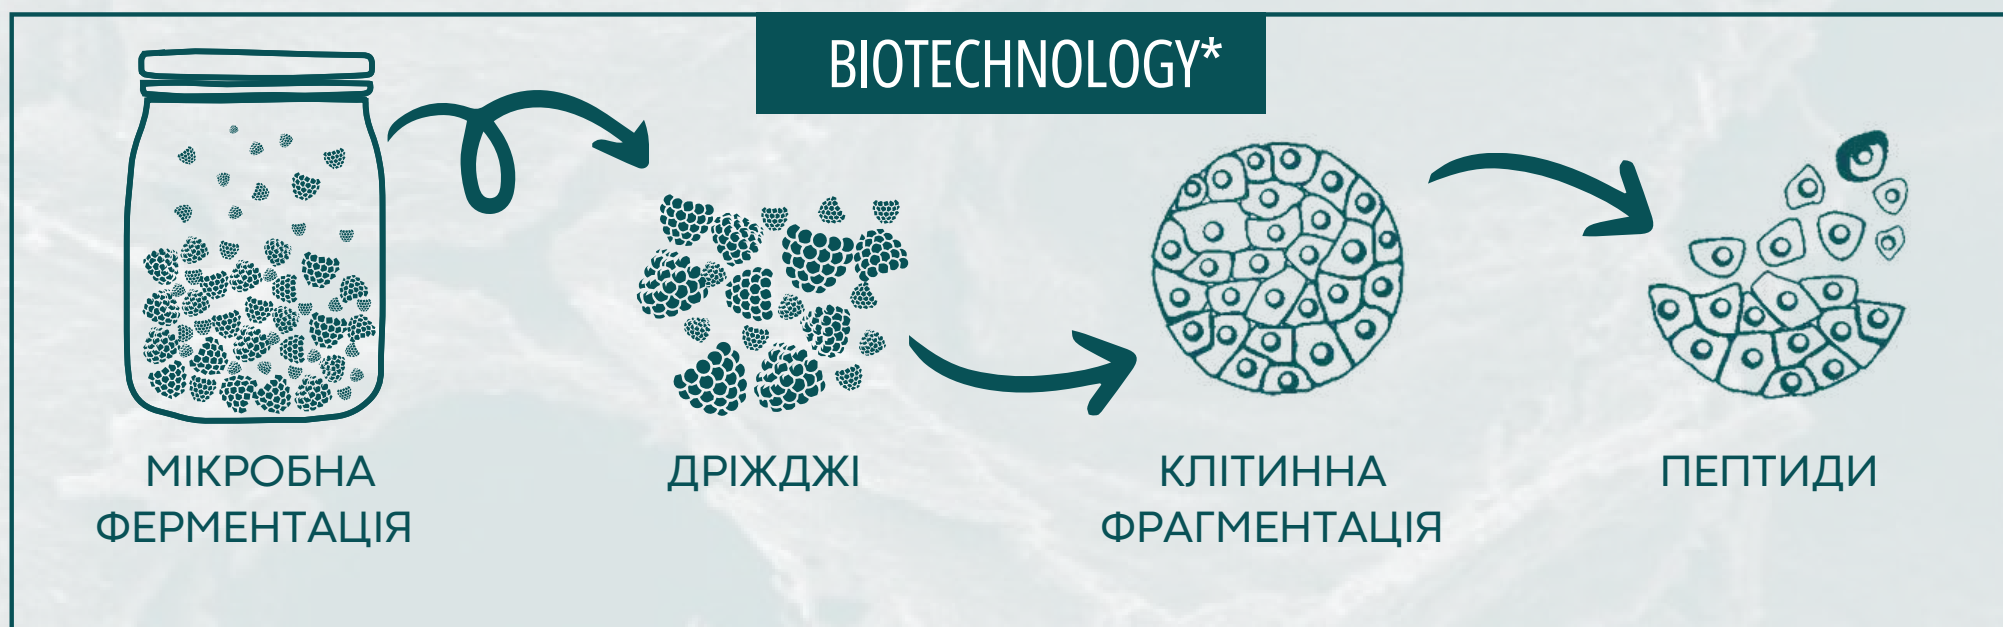 BIOTECHNOLOGY*
МІКРОБНА
ФЕРМЕНТАЦІЯ
ДРІЖДЖІ
КЛІТИННА
ФРАГМЕНТАЦІЯ
ПЕПТИДИ